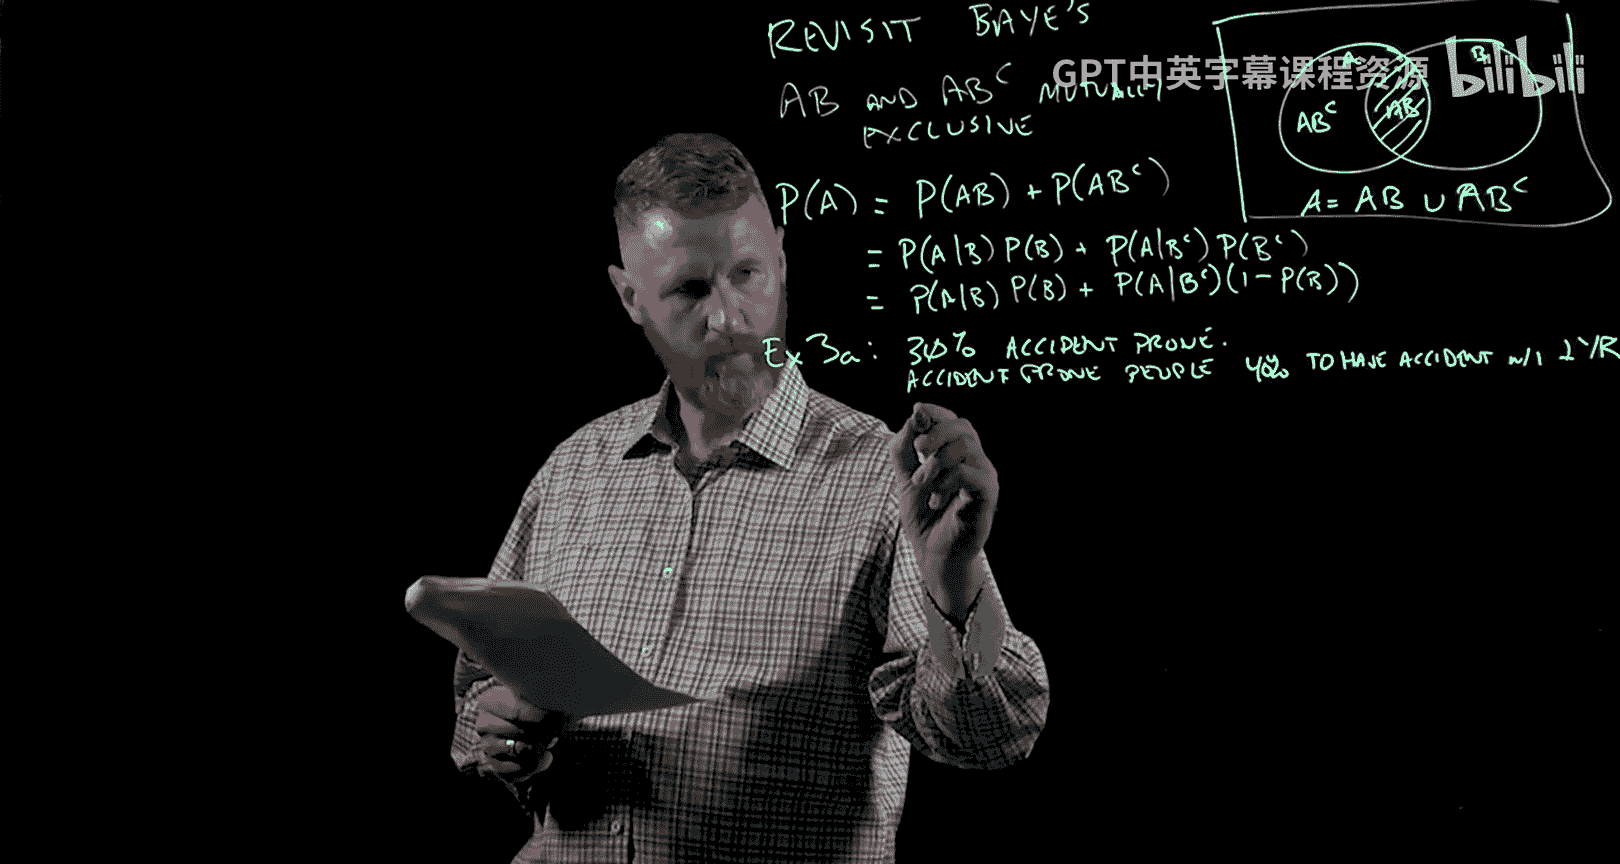 REVISIT BAYE'S
GPT中英字幕课程资源 bilibili
AB AND AB^C MUTUALLY
EXCLUSIVE
A B
AB^C AB
A = AB ∪ AB^C
P(A) = P(AB) + P(AB^C)
= P(A|B) P(B) + P(A|B^C) P(B^C)
= P(A|B) P(B) + P(A|B^C)(1 - P(B))
Ex 3a: 30% ACCIDENT PRONE.
ACCIDENT PRONE PEOPLE 40% TO HAVE ACCIDENT W/I 1 YR